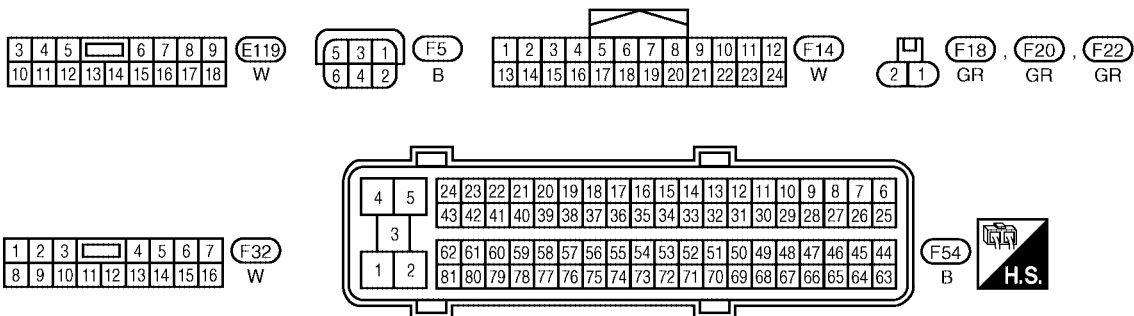 3 4 5 6 7 8 9 E119
10 11 12 13 14 15 16 17 18 W
5 3 1 F5
6 4 2 B
1 2 3 4 5 6 7 8 9 10 11 12 F14
13 14 15 16 17 18 19 20 21 22 23 24 W
2 1 F18 , F20 , F22
GR GR GR
1 2 3 4 5 6 7 F32
8 9 10 11 12 13 14 15 16 W
4 5
3
1 2
24 23 22 21 20 19 18 17 16 15 14 13 12 11 10 9 8 7 6
43 42 41 40 39 38 37 36 35 34 33 32 31 30 29 28 27 26 25
62 61 60 59 58 57 56 55 54 53 52 51 50 49 48 47 46 45 44
81 80 79 78 77 76 75 74 73 72 71 70 69 68 67 66 65 64 63
F54
B
H.S.